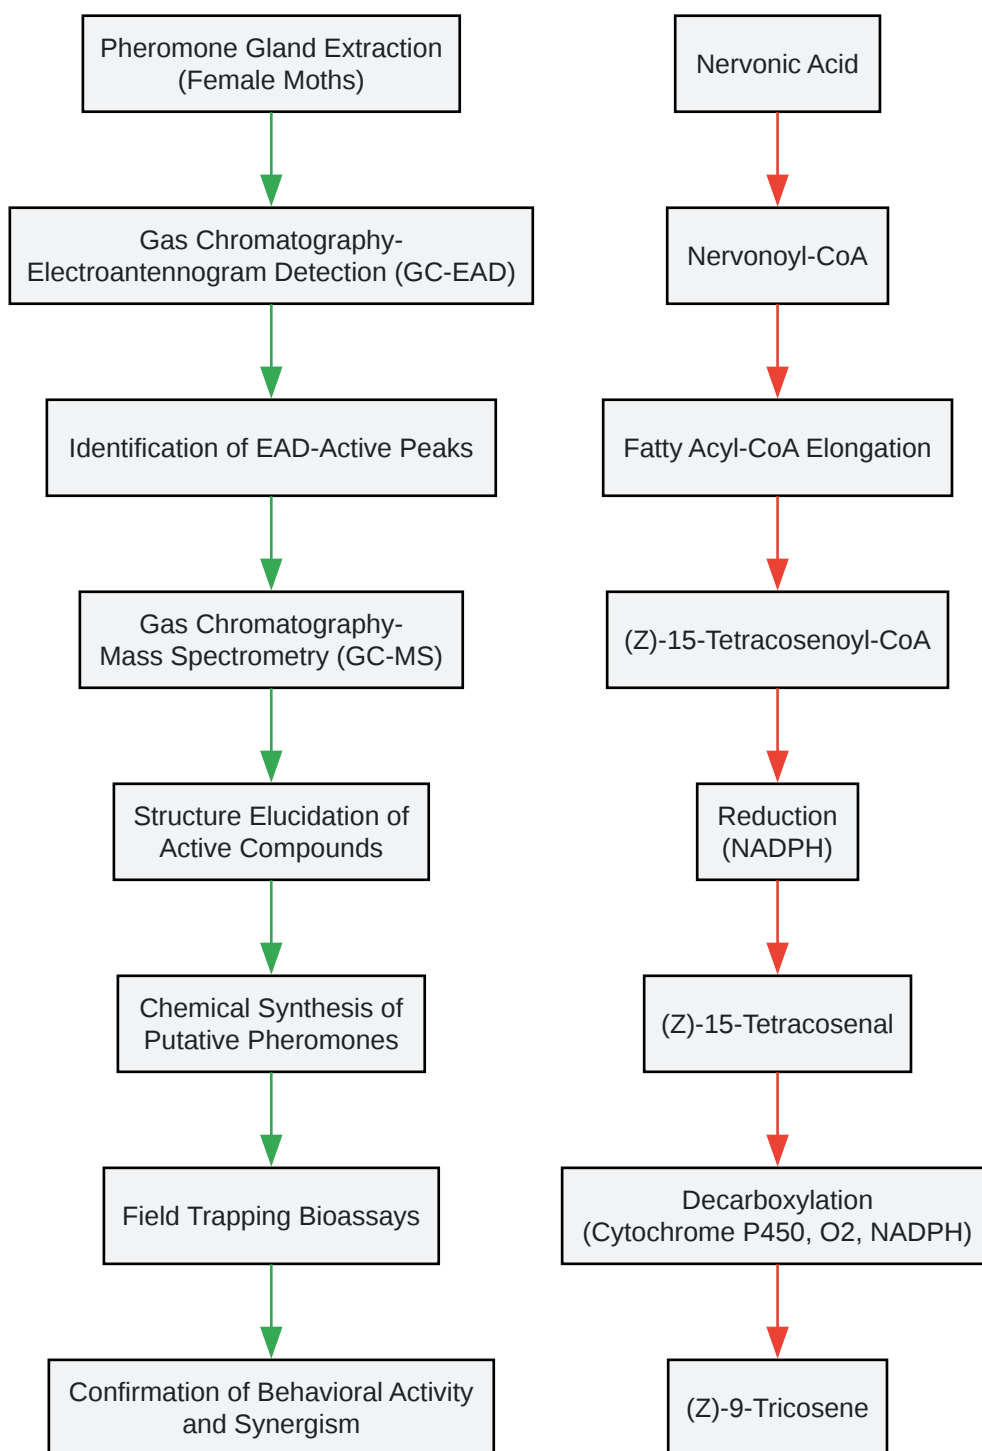 Pheromone Gland Extraction
(Female Moths)
Gas Chromatography-
Electroantennogram Detection (GC-EAD)
Identification of EAD-Active Peaks
Gas Chromatography-
Mass Spectrometry (GC-MS)
Structure Elucidation of
Active Compounds
Chemical Synthesis of
Putative Pheromones
Field Trapping Bioassays
Confirmation of Behavioral Activity
and Synergism
Nervonic Acid
Nervonoyl-CoA
Fatty Acyl-CoA Elongation
(Z)-15-Tetracosenoyl-CoA
Reduction
(NADPH)
(Z)-15-Tetracosenal
Decarboxylation
(Cytochrome P450, O2, NADPH)
(Z)-9-Tricosene